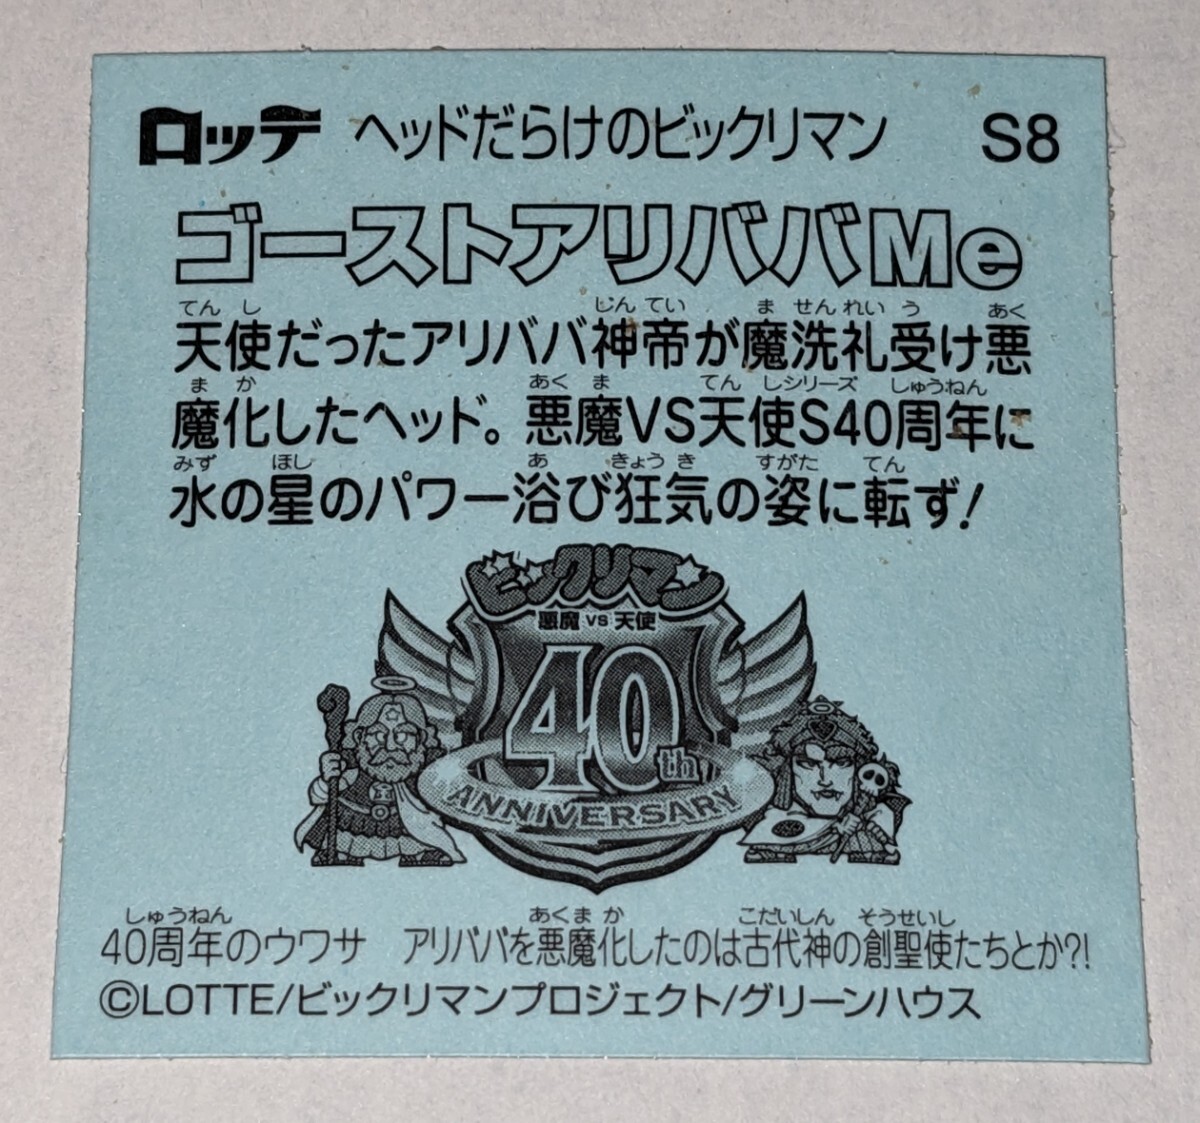 ロッテ ヘッドだらけのビックリマン S8
ゴーストアリババMe
てんし じんてい ませんれいう あく
天使だったアリババ神帝が魔洗礼受け悪
まか あくま てんしシリーズ しゅうねん
魔化したヘッド。悪魔VS天使S40周年に
みず ほし あ きょうき すがた てん
水の星のパワー浴び狂気の姿に転ず!
ビックリマン
悪魔 VS 天使
40th
ANNIVERSARY
しゅうねん あくまか こだいしん そうせいし
40周年のウワサ アリババを悪魔化したのは古代神の創聖使たちとか?!
©LOTTE/ビックリマンプロジェクト/グリーンハウス